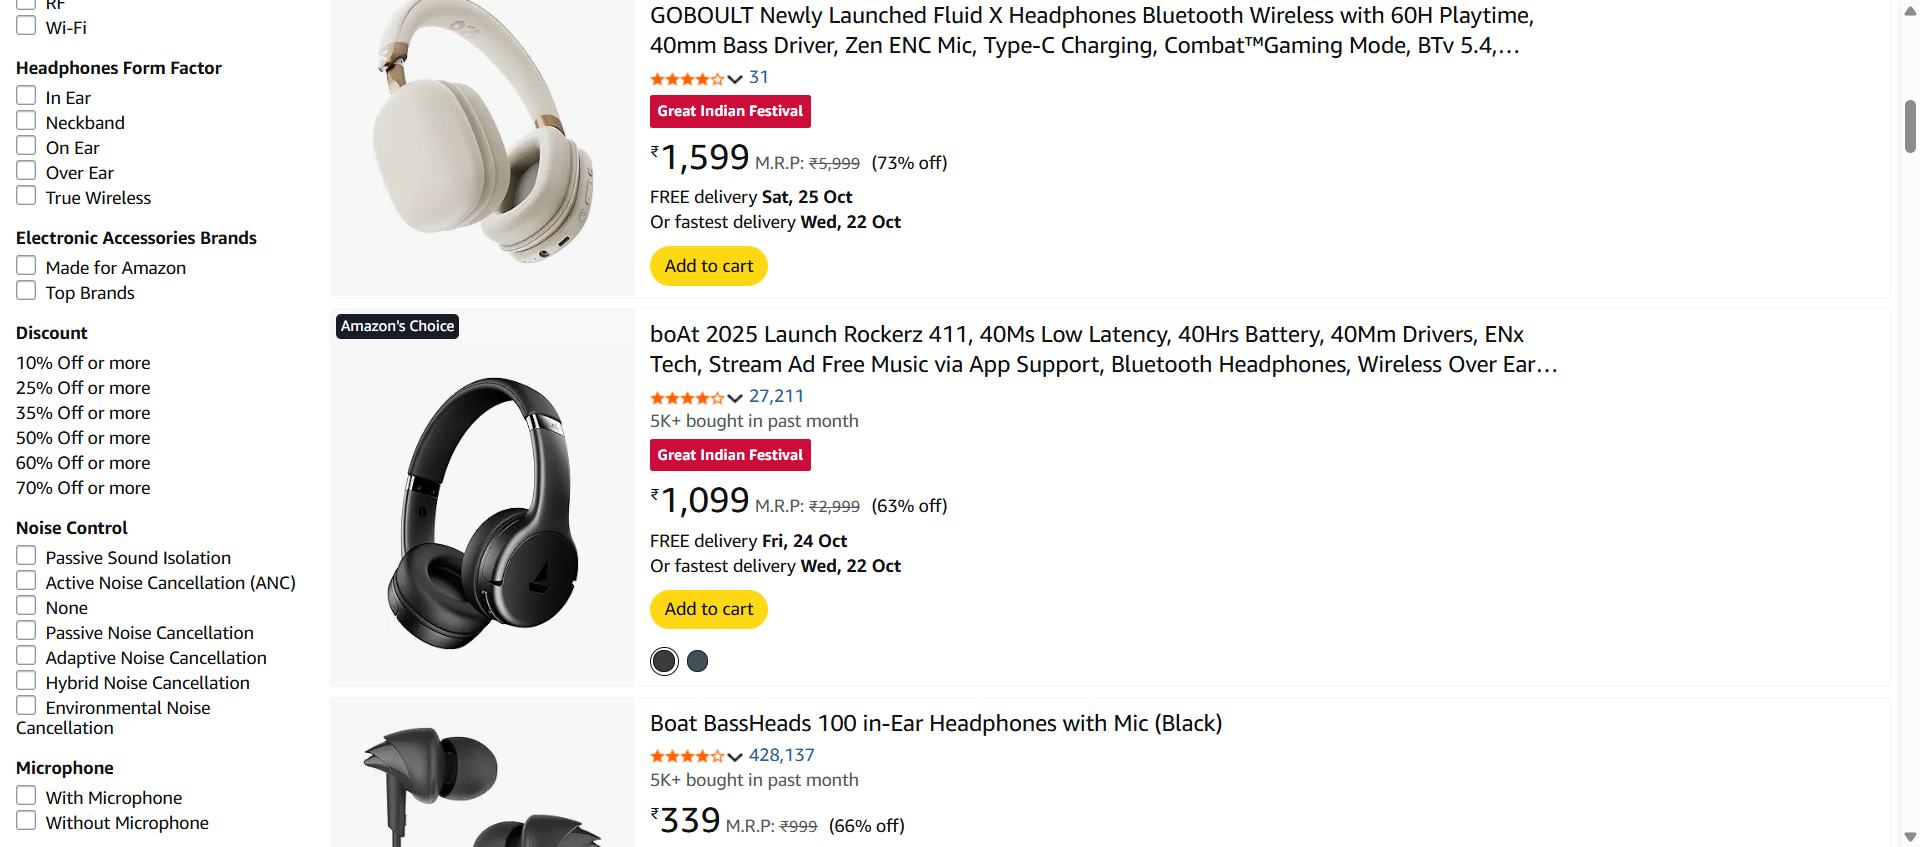 RF
Wi-Fi
Headphones Form Factor
In Ear
Neckband
On Ear
Over Ear
True Wireless
Electronic Accessories Brands
Made for Amazon
Top Brands
Discount
10% Off or more
25% Off or more
35% Off or more
50% Off or more
60% Off or more
70% Off or more
Noise Control
Passive Sound Isolation
Active Noise Cancellation (ANC)
None
Passive Noise Cancellation
Adaptive Noise Cancellation
Hybrid Noise Cancellation
Environmental Noise
Cancellation
Microphone
With Microphone
Without Microphone
GOBOULT Newly Launched Fluid X Headphones Bluetooth Wireless with 60H Playtime,
40mm Bass Driver, Zen ENC Mic, Type-C Charging, Combat™Gaming Mode, BTv 5.4,…
31
Great Indian Festival
₹1,599 M.R.P: ₹5,999 (73% off)
FREE delivery Sat, 25 Oct
Or fastest delivery Wed, 22 Oct
Add to cart
Amazon's Choice
boAt 2025 Launch Rockerz 411, 40Ms Low Latency, 40Hrs Battery, 40Mm Drivers, ENx
Tech, Stream Ad Free Music via App Support, Bluetooth Headphones, Wireless Over Ear…
27,211
5K+ bought in past month
Great Indian Festival
₹1,099 M.R.P: ₹2,999 (63% off)
FREE delivery Fri, 24 Oct
Or fastest delivery Wed, 22 Oct
Add to cart
Boat BassHeads 100 in-Ear Headphones with Mic (Black)
428,137
5K+ bought in past month
₹339 M.R.P: ₹999 (66% off)